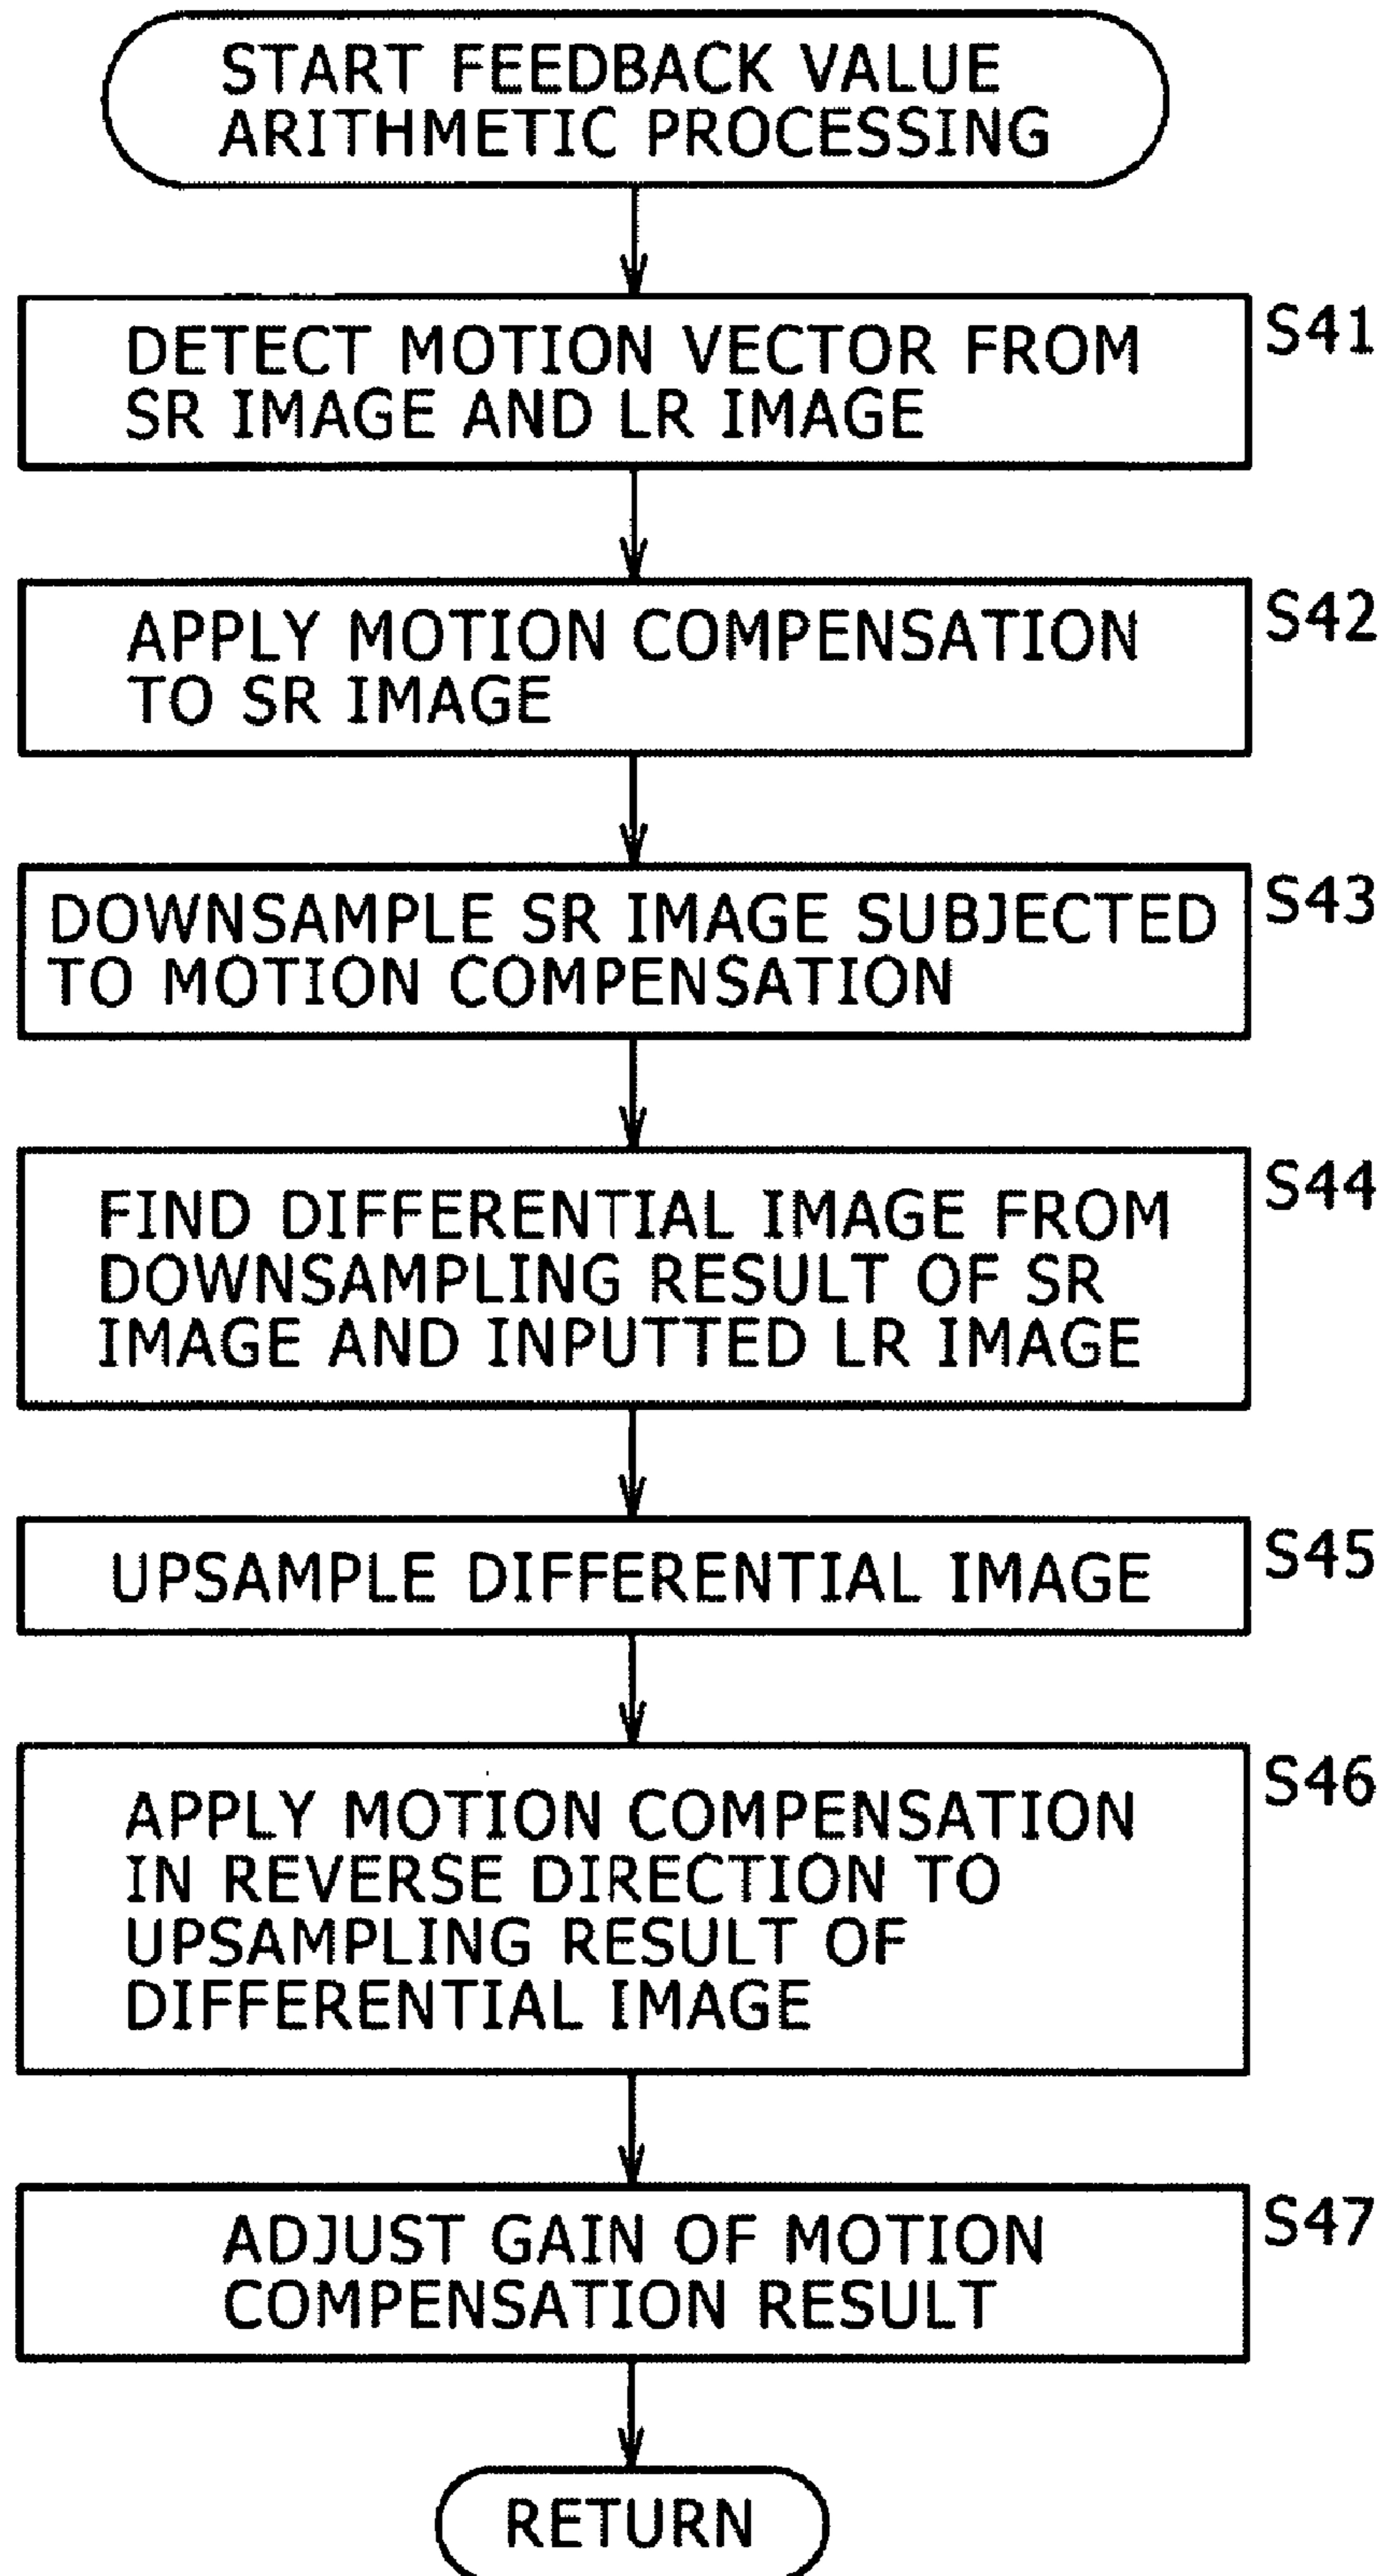 START FEEDBACK VALUE
ARITHMETIC PROCESSING
S41
DETECT MOTION VECTOR FROM
SR IMAGE AND LR IMAGE
S42
APPLY MOTION COMPENSATION
TO SR IMAGE
S43
DOWNSAMPLE SR IMAGE SUBJECTED
TO MOTION COMPENSATION
S44
FIND DIFFERENTIAL IMAGE FROM
DOWNSAMPLING RESULT OF SR
IMAGE AND INPUTTED LR IMAGE
S45
UPSAMPLE DIFFERENTIAL IMAGE
S46
APPLY MOTION COMPENSATION
IN REVERSE DIRECTION TO
UPSAMPLING RESULT OF
DIFFERENTIAL IMAGE
S47
ADJUST GAIN OF MOTION
COMPENSATION RESULT
RETURN